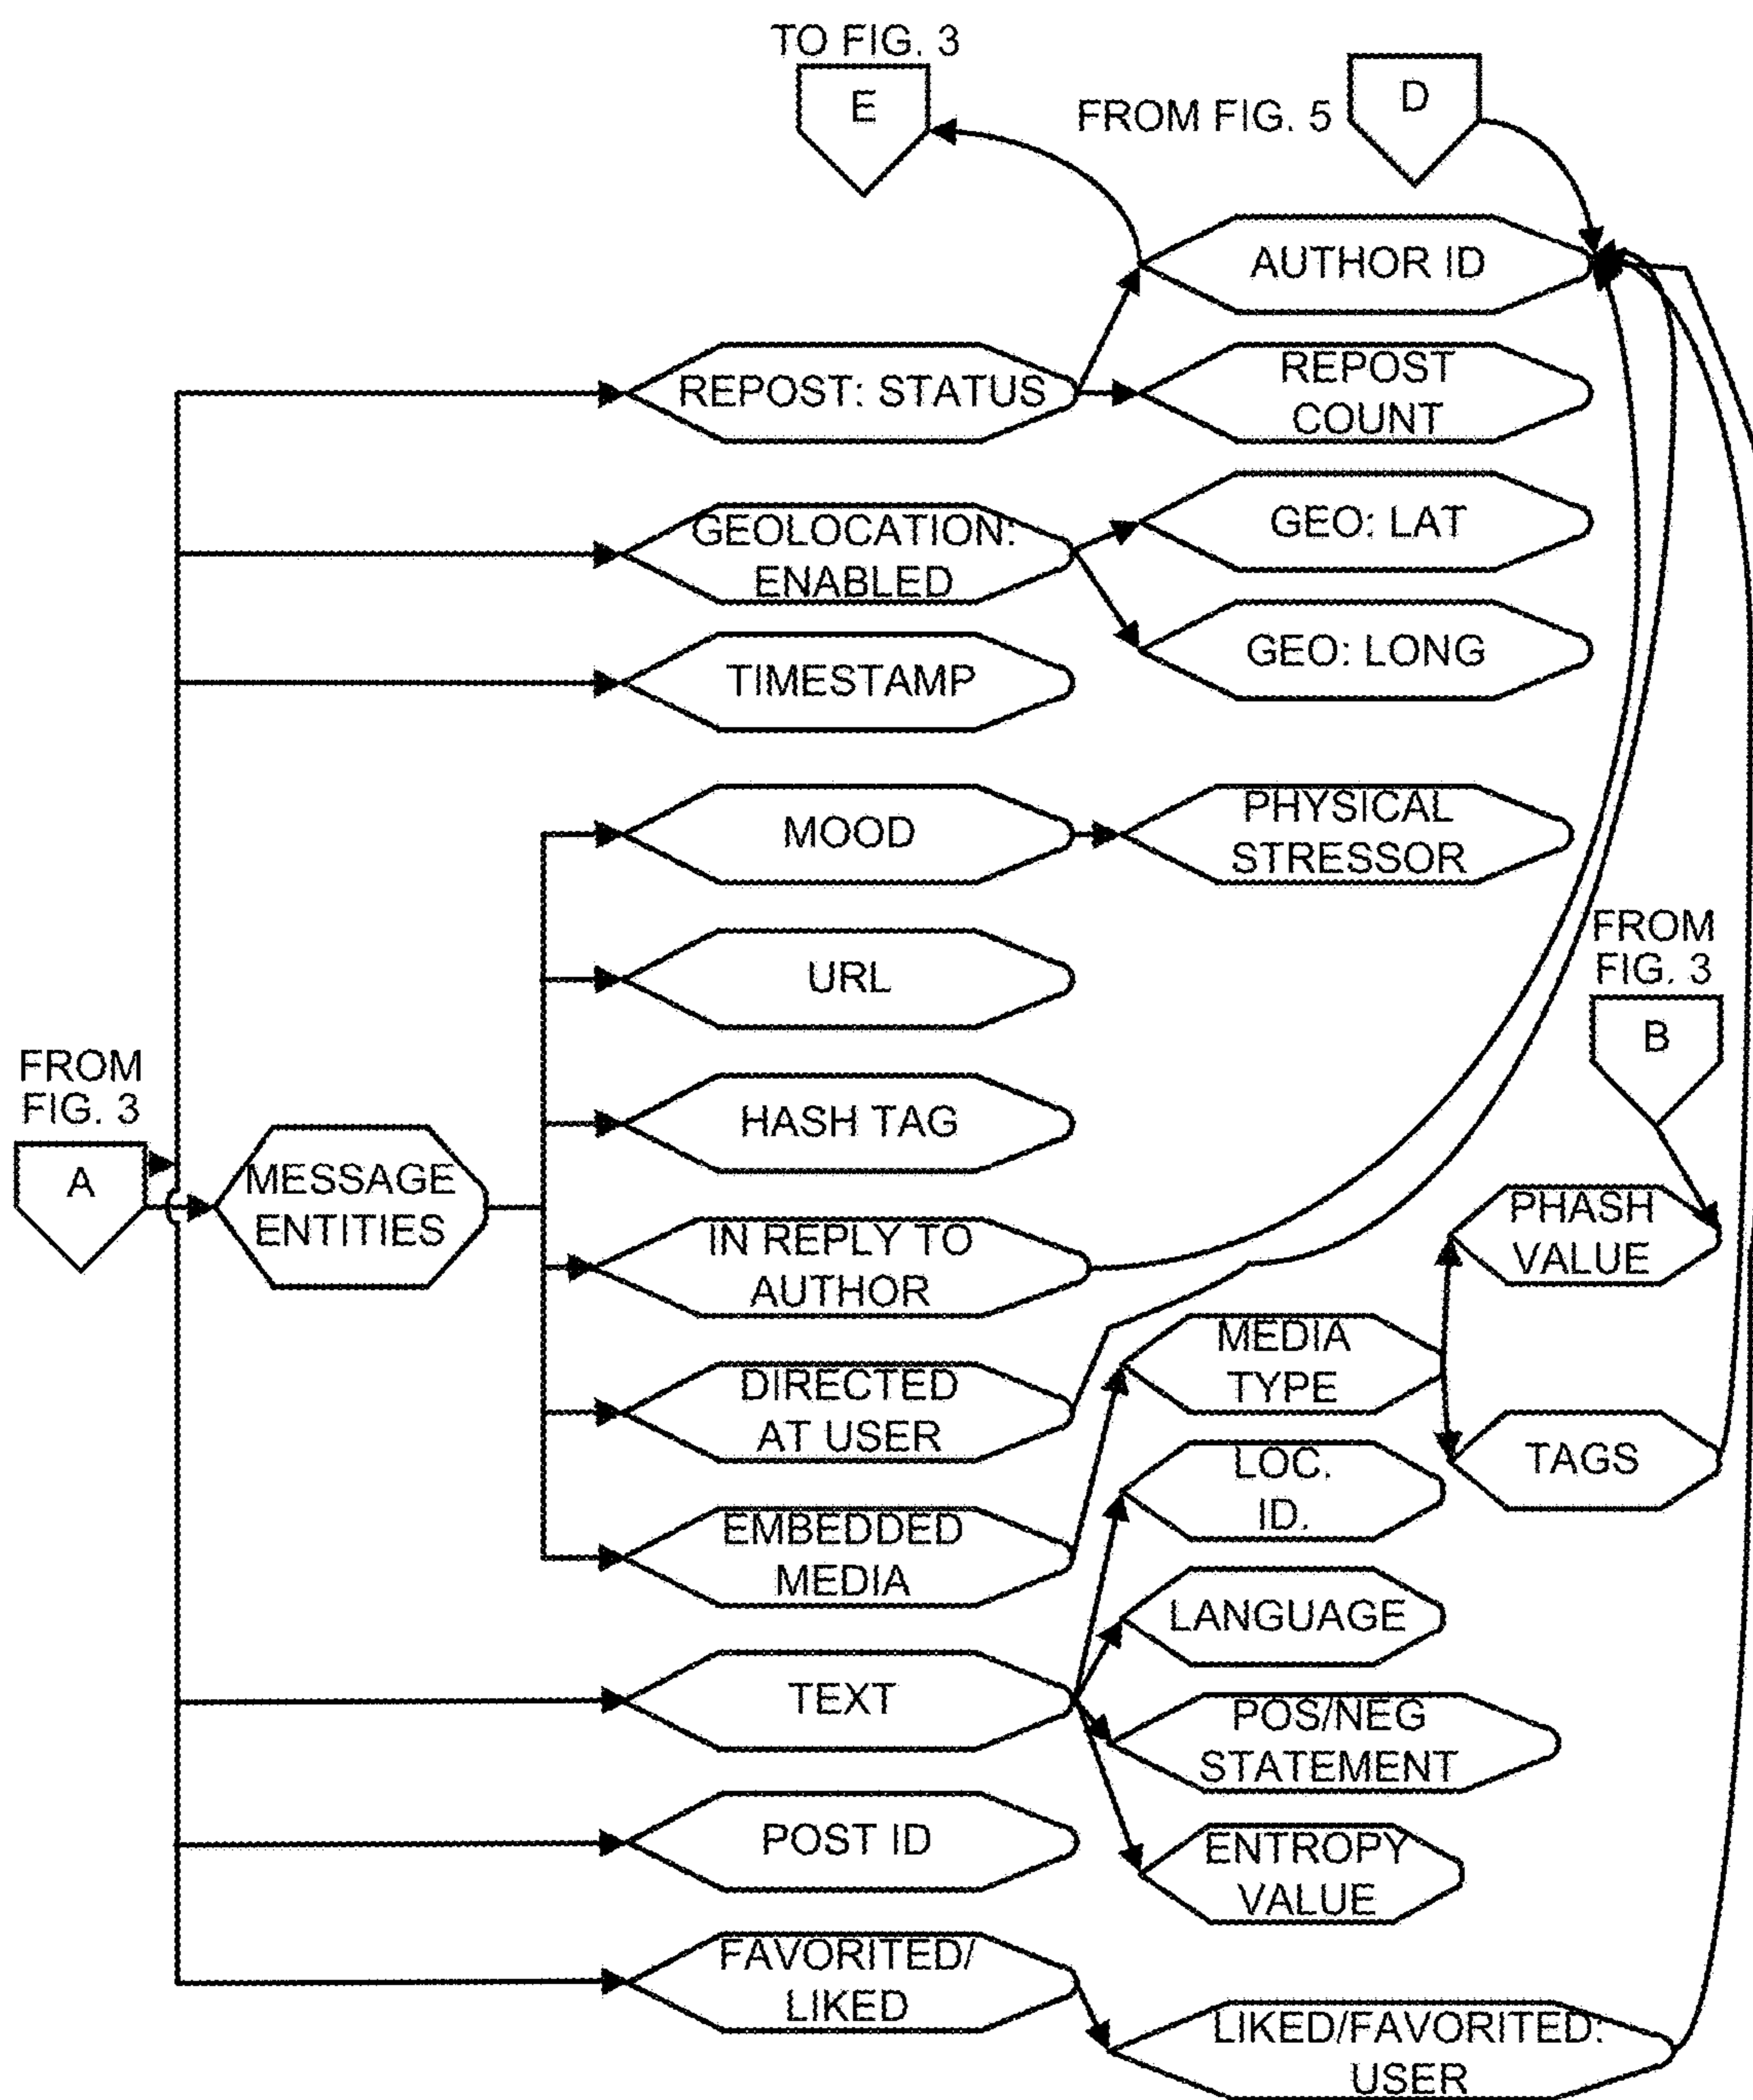 TO FIG. 3
E
FROM FIG. 5
D
AUTHOR ID
REPOST: STATUS
REPOST
COUNT
GEOLOCATION:
ENABLED
GEO: LAT
GEO: LONG
TIMESTAMP
MOOD
PHYSICAL
STRESSOR
URL
FROM
FIG. 3
B
HASH TAG
FROM
FIG. 3
A
MESSAGE
ENTITIES
IN REPLY TO
AUTHOR
PHASH
VALUE
DIRECTED
AT USER
MEDIA
TYPE
TAGS
LOC.
ID.
EMBEDDED
MEDIA
LANGUAGE
TEXT
POS/NEG
STATEMENT
POST ID
ENTROPY
VALUE
FAVORITED/
LIKED
LIKED/FAVORITED:
USER